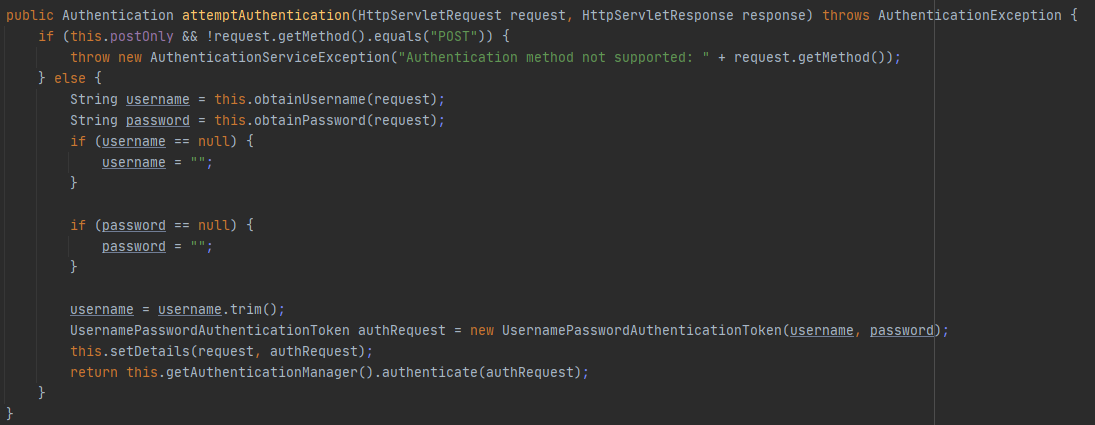 public Authentication attemptAuthentication(HttpServletRequest request, HttpServletResponse response) throws AuthenticationException {
    if (this.postOnly && !request.getMethod().equals("POST")) {
        throw new AuthenticationServiceException("Authentication method not supported: " + request.getMethod());
    } else {
        String username = this.obtainUsername(request);
        String password = this.obtainPassword(request);
        if (username == null) {
            username = "";
        }

        if (password == null) {
            password = "";
        }

        username = username.trim();
        UsernamePasswordAuthenticationToken authRequest = new UsernamePasswordAuthenticationToken(username, password);
        this.setDetails(request, authRequest);
        return this.getAuthenticationManager().authenticate(authRequest);
    }
}